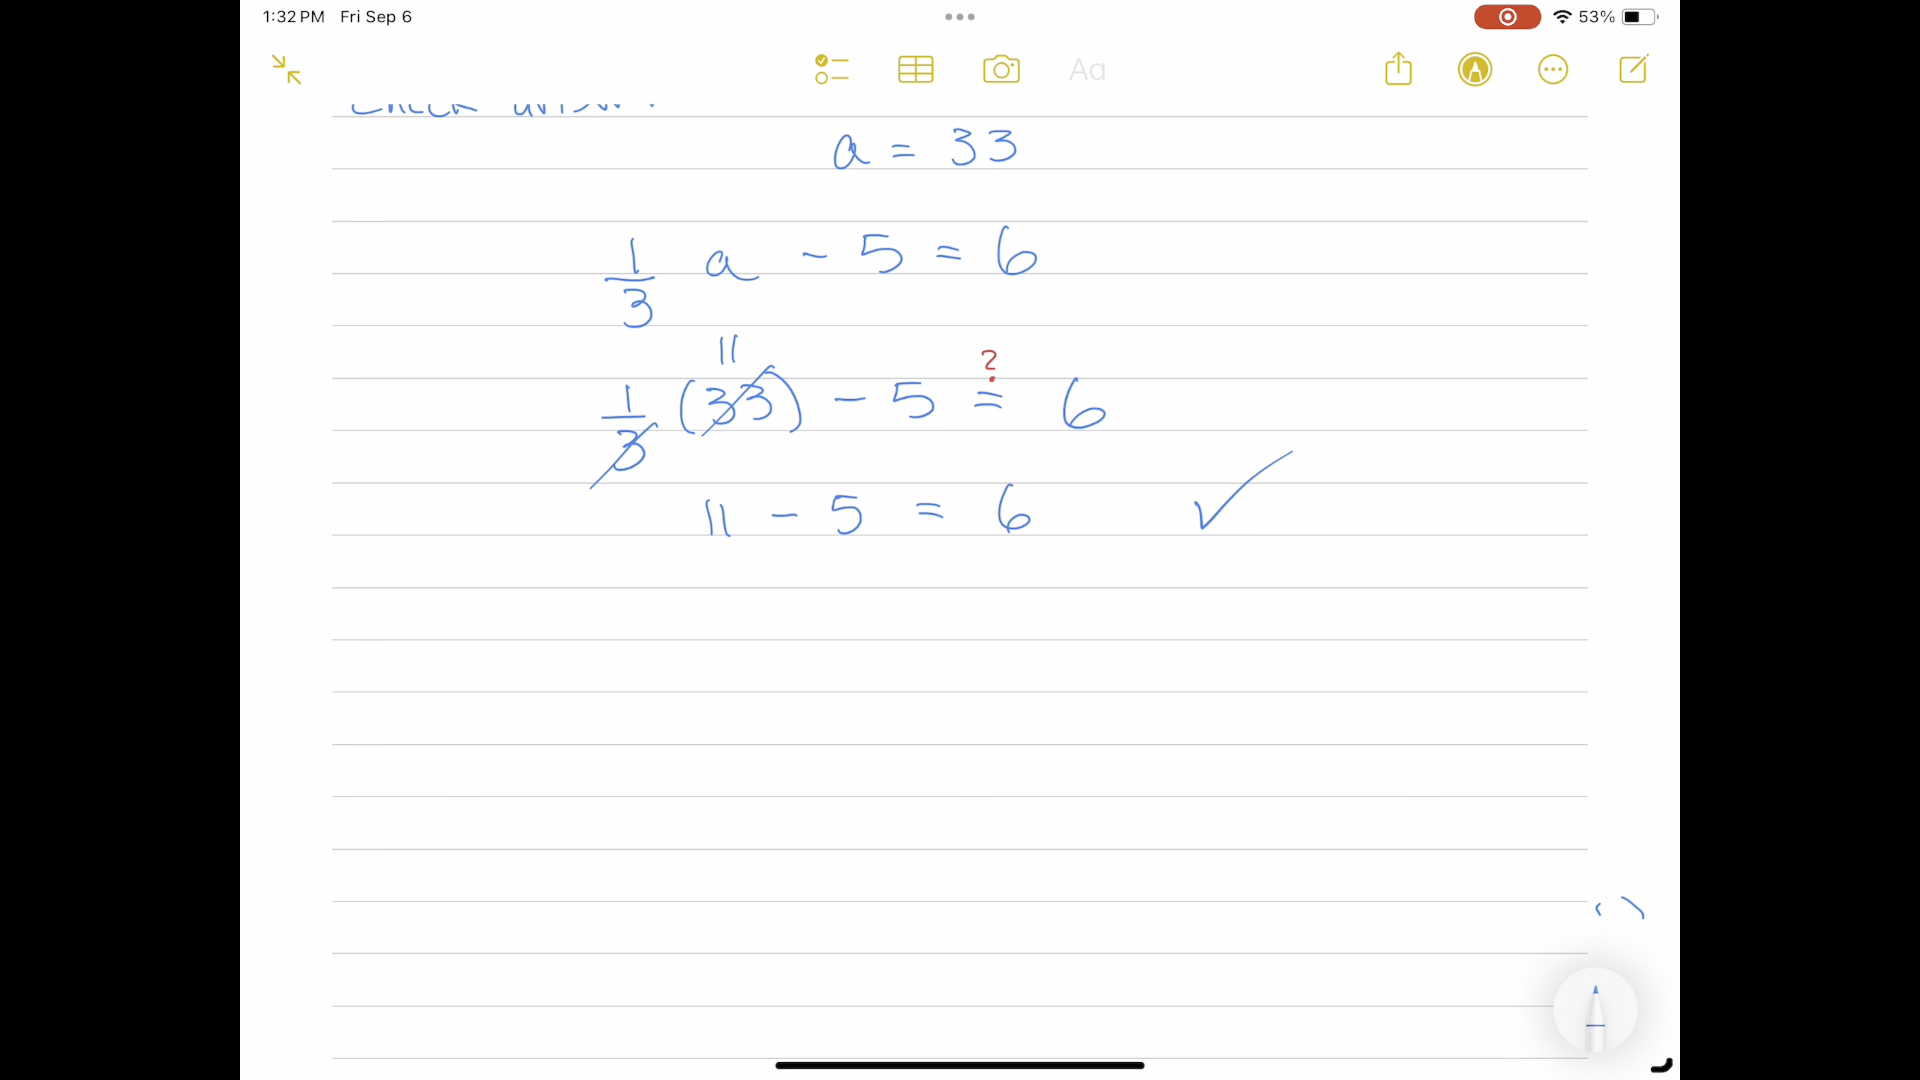 1:32 PM Fri Sep 6
53%
Aa
a = 33
1/3 a - 5 = 6
11
?
1/3 (33) - 5 = 6
11 - 5 = 6 ✓